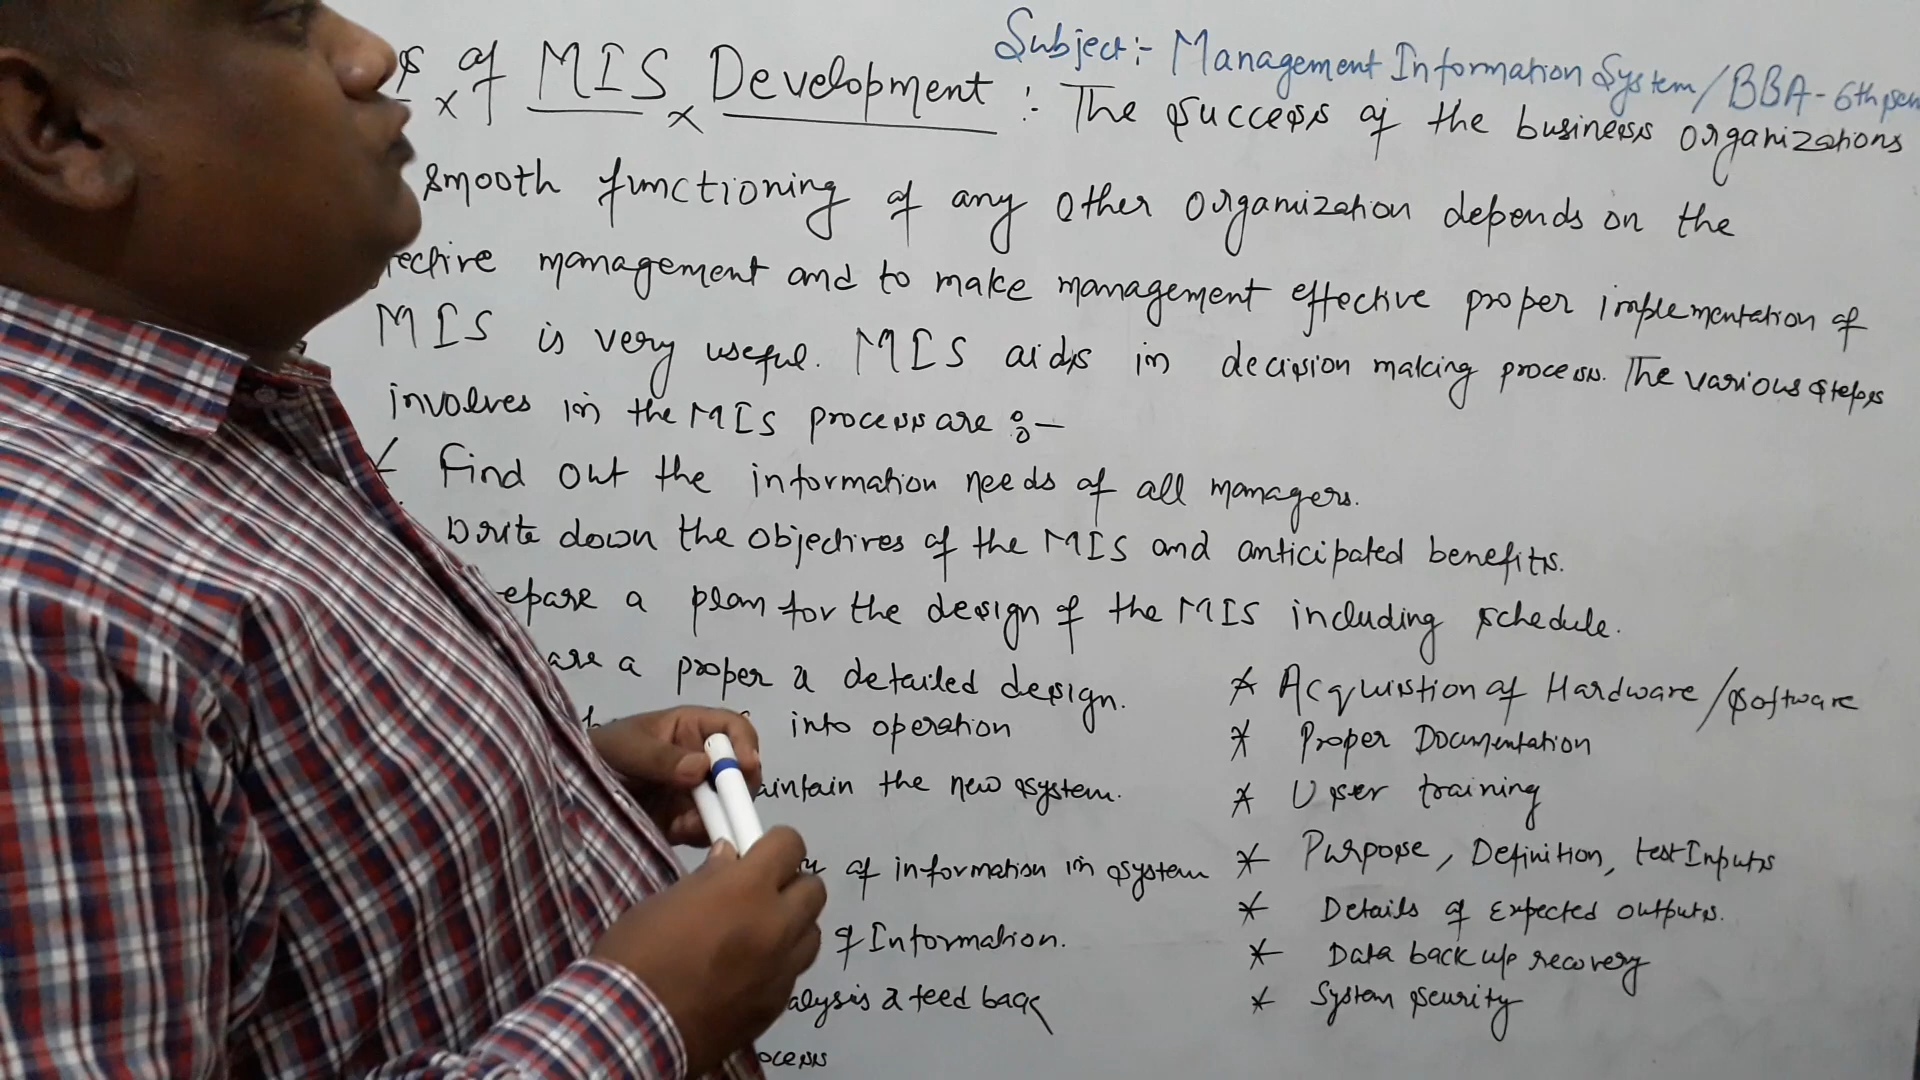 of MIS Development :- The success of the business organizations
Subject:- Management Information System/BBA-6th sem
smooth functioning of any other organization depends on the
management and to make management effective proper implementation of
MIS is very useful. MIS aids in decision making process. The various steps
involves in the MIS process are :-
Find out the information needs of all managers.
Write down the objectives of the MIS and anticipated benefits.
a plan for the design of the MIS including schedule.
a proper & detailed design.
into operation
the new system.
of information in system
of Information.
& feed back
* Acquistion of Hardware/software
* Proper Documentation
* User training
* Purpose, Definition, test Inputs
* Details of Expected outputs.
* Data back up recovery
* System security